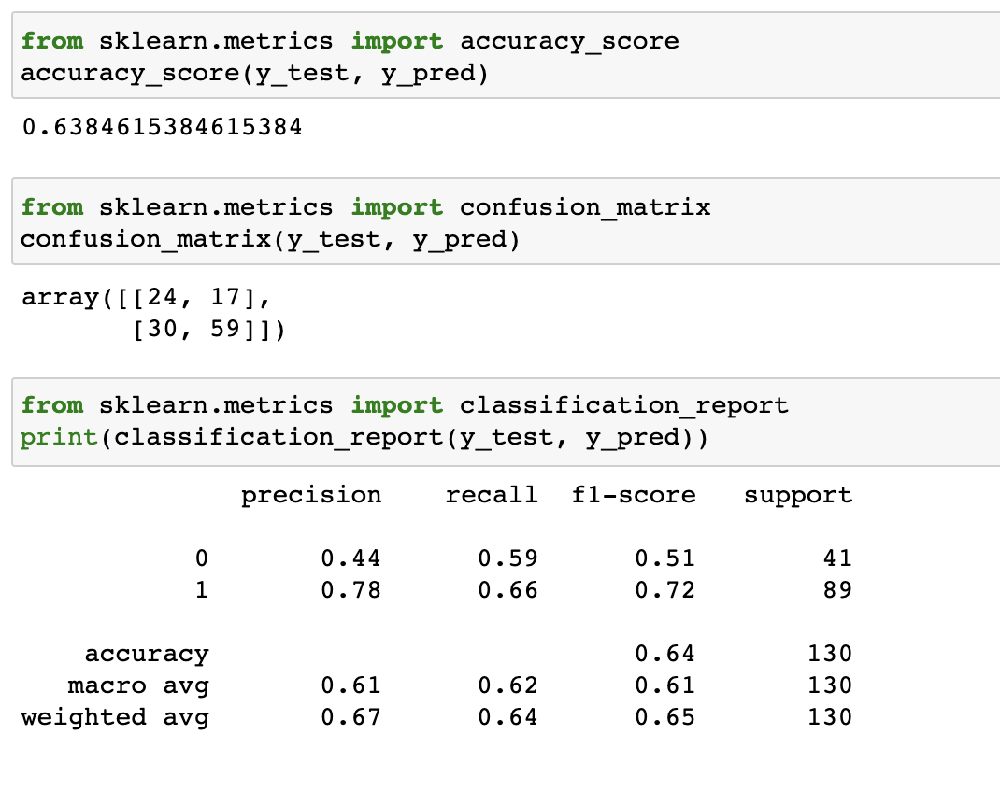 from sklearn.metrics import accuracy_score
accuracy_score(y_test, y_pred)
0.6384615384615384
from sklearn.metrics import confusion_matrix
confusion_matrix(y_test, y_pred)
array([[24, 17],
       [30, 59]])
from sklearn.metrics import classification_report
print(classification_report(y_test, y_pred))
              precision    recall  f1-score   support
           0       0.44      0.59      0.51        41
           1       0.78      0.66      0.72        89
    accuracy                           0.64       130
   macro avg       0.61      0.62      0.61       130
weighted avg       0.67      0.64      0.65       130